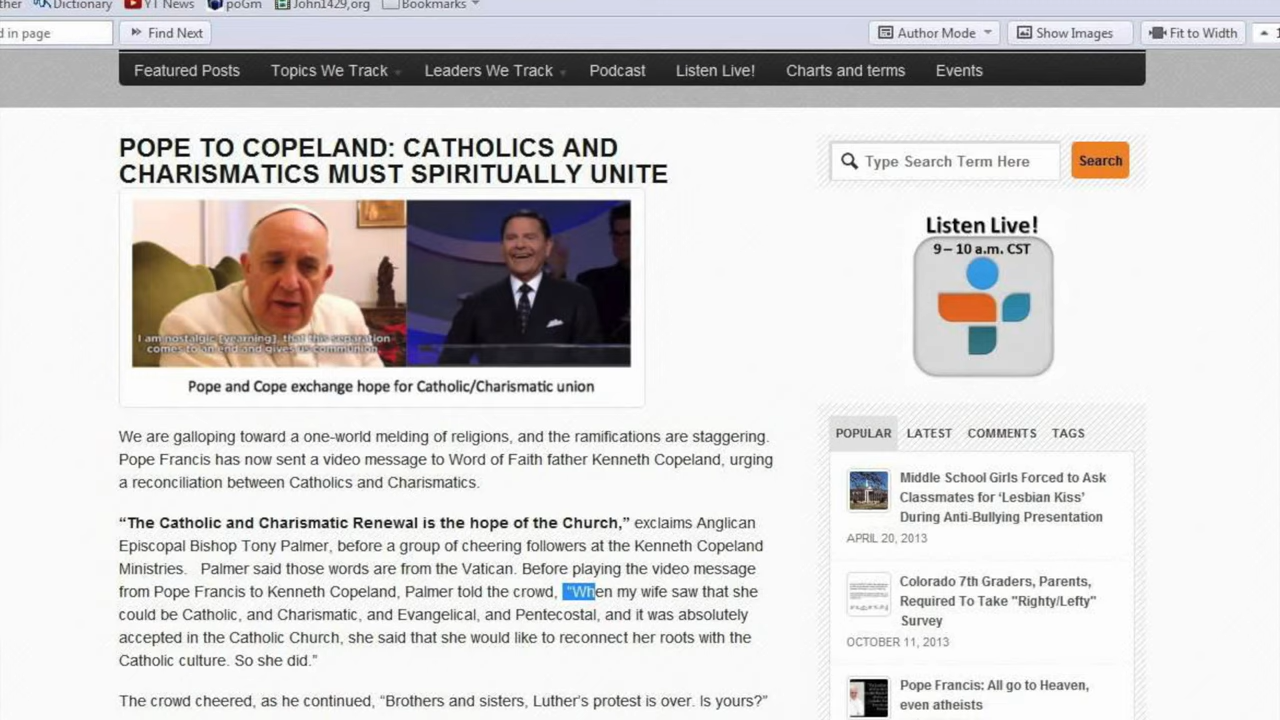 ther Dictionary YT News poGm John1429,org Bookmarks
d in page Find Next Author Mode Show Images Fit to Width 1
Featured Posts Topics We Track Leaders We Track Podcast Listen Live! Charts and terms Events
POPE TO COPELAND: CATHOLICS AND
CHARISMATICS MUST SPIRITUALLY UNITE
I am nostalgic [yearning], that this separation
comes to an end and gives us communion
Pope and Cope exchange hope for Catholic/Charismatic union
We are galloping toward a one-world melding of religions, and the ramifications are staggering.
Pope Francis has now sent a video message to Word of Faith father Kenneth Copeland, urging
a reconciliation between Catholics and Charismatics.
“The Catholic and Charismatic Renewal is the hope of the Church,” exclaims Anglican
Episcopal Bishop Tony Palmer, before a group of cheering followers at the Kenneth Copeland
Ministries. Palmer said those words are from the Vatican. Before playing the video message
from Pope Francis to Kenneth Copeland, Palmer told the crowd, “When my wife saw that she
could be Catholic, and Charismatic, and Evangelical, and Pentecostal, and it was absolutely
accepted in the Catholic Church, she said that she would like to reconnect her roots with the
Catholic culture. So she did.”
The crowd cheered, as he continued, “Brothers and sisters, Luther’s protest is over. Is yours?”
Type Search Term Here Search
Listen Live!
9 – 10 a.m. CST
POPULAR LATEST COMMENTS TAGS
Middle School Girls Forced to Ask
Classmates for ‘Lesbian Kiss’
During Anti-Bullying Presentation
APRIL 20, 2013
Colorado 7th Graders, Parents,
Required To Take "Righty/Lefty"
Survey
OCTOBER 11, 2013
Pope Francis: All go to Heaven,
even atheists